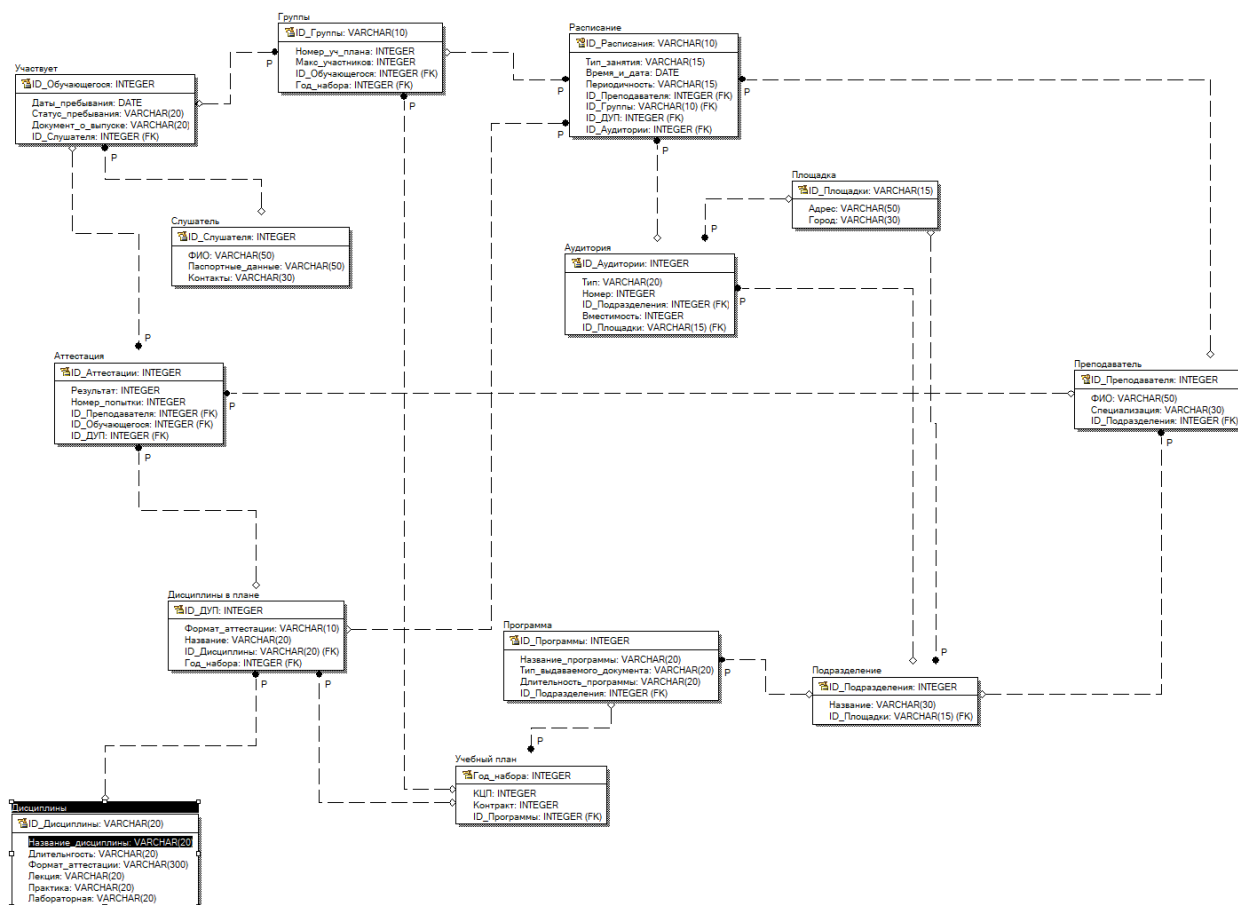 Группы
ID_Группы: VARCHAR(10)
Номер_уч_плана: INTEGER
Макс_участников: INTEGER
ID_Обучающегося: INTEGER (FK)
Год_набора: INTEGER (FK)
P
Расписание
ID_Расписания: VARCHAR(10)
Тип_занятия: VARCHAR(15)
Время_и_дата: DATE
Периодичность: VARCHAR(15)
ID_Преподавателя: INTEGER (FK)
ID_Группы: VARCHAR(10) (FK)
ID_ДУП: INTEGER (FK)
ID_Аудитории: INTEGER (FK)
P
P
P
P
Участвует
ID_Обучающегося: INTEGER
Даты_пребывания: DATE
Статус_пребывания: VARCHAR(20)
Документ_о_выпуске: VARCHAR(20)
ID_Слушателя: INTEGER (FK)
P
Слушатель
ID_Слушателя: INTEGER
ФИО: VARCHAR(50)
Паспортные_данные: VARCHAR(50)
Контакты: VARCHAR(30)
Площадка
ID_Площадки: VARCHAR(15)
Адрес: VARCHAR(50)
Город: VARCHAR(30)
P
Аудитория
ID_Аудитории: INTEGER
Тип: VARCHAR(20)
Номер: INTEGER
ID_Подразделения: INTEGER (FK)
Вместимость: INTEGER
ID_Площадки: VARCHAR(15) (FK)
P
P
Аттестация
ID_Аттестации: INTEGER
Результат: INTEGER
Номер_попытки: INTEGER
ID_Преподавателя: INTEGER (FK)
ID_Обучающегося: INTEGER (FK)
ID_ДУП: INTEGER (FK)
P
P
Преподаватель
ID_Преподавателя: INTEGER
ФИО: VARCHAR(50)
Специализация: VARCHAR(30)
ID_Подразделения: INTEGER (FK)
P
Дисциплины в плане
ID_ДУП: INTEGER
Формат_аттестации: VARCHAR(10)
Название: VARCHAR(20)
ID_Дисциплины: VARCHAR(20) (FK)
Год_набора: INTEGER (FK)
P
P
Программа
ID_Программы: INTEGER
Название_программы: VARCHAR(20)
Тип_выдаваемого_документа: VARCHAR(20)
Длительность_программы: VARCHAR(20)
ID_Подразделения: INTEGER (FK)
P
P
Подразделение
ID_Подразделения: INTEGER
Название: VARCHAR(30)
ID_Площадки: VARCHAR(15) (FK)
P
Учебный план
Год_набора: INTEGER
КЦП: INTEGER
Контракт: INTEGER
ID_Программы: INTEGER (FK)
Дисциплины
ID_Дисциплины: VARCHAR(20)
Название_дисциплины: VARCHAR(20)
Длительнгость: VARCHAR(20)
Формат_аттестации: VARCHAR(300)
Лекция: VARCHAR(20)
Практика: VARCHAR(20)
Лабораторная: VARCHAR(20)